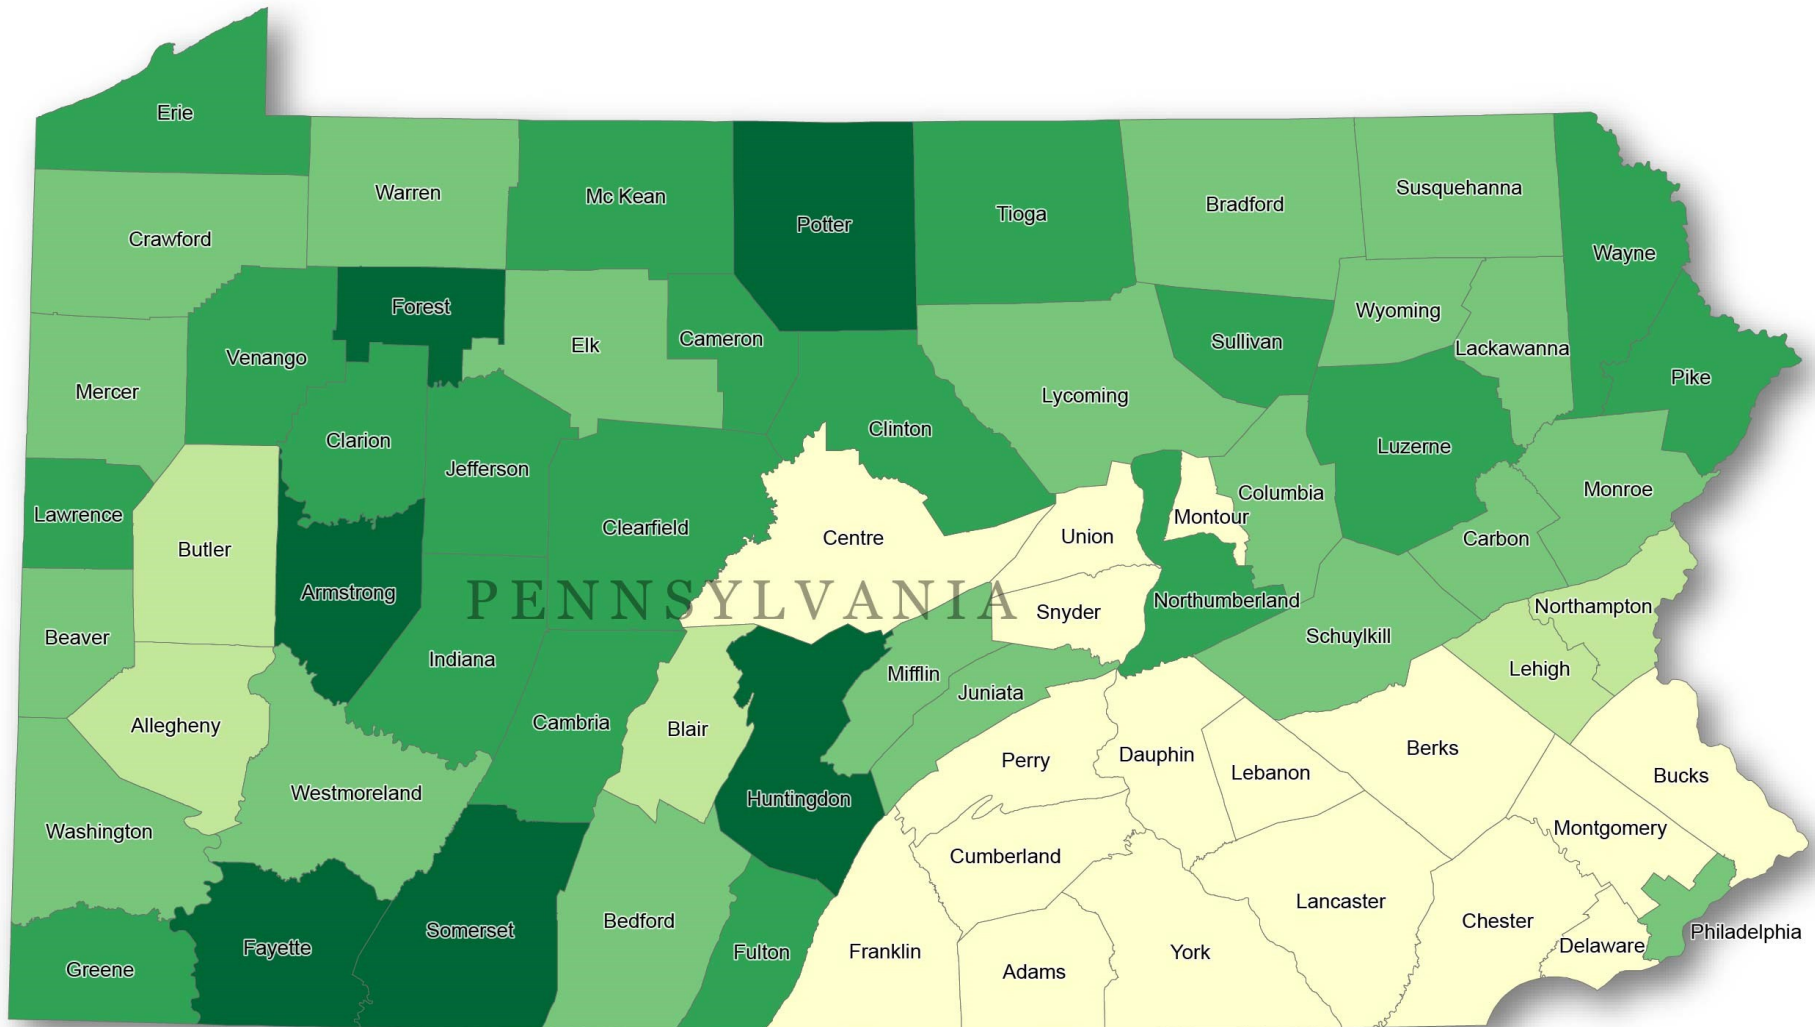 Erie
Warren
Mc Kean
Potter
Tioga
Bradford
Susquehanna
Crawford
Wayne
Forest
Venango
Elk
Cameron
Sullivan
Wyoming
Lackawanna
Mercer
Pike
Lycoming
Clarion
Jefferson
Clinton
Luzerne
Lawrence
Columbia
Monroe
Montour
Butler
Clearfield
Centre
Union
Carbon
Armstrong
PENNSYLVANIA
Snyder
Northumberland
Northampton
Beaver
Schuylkill
Indiana
Mifflin
Lehigh
Juniata
Allegheny
Cambria
Blair
Perry
Dauphin
Lebanon
Berks
Bucks
Westmoreland
Huntingdon
Washington
Montgomery
Cumberland
Lancaster
Bedford
Chester
Somerset
Fayette
Fulton
Franklin
York
Delaware
Philadelphia
Greene
Adams